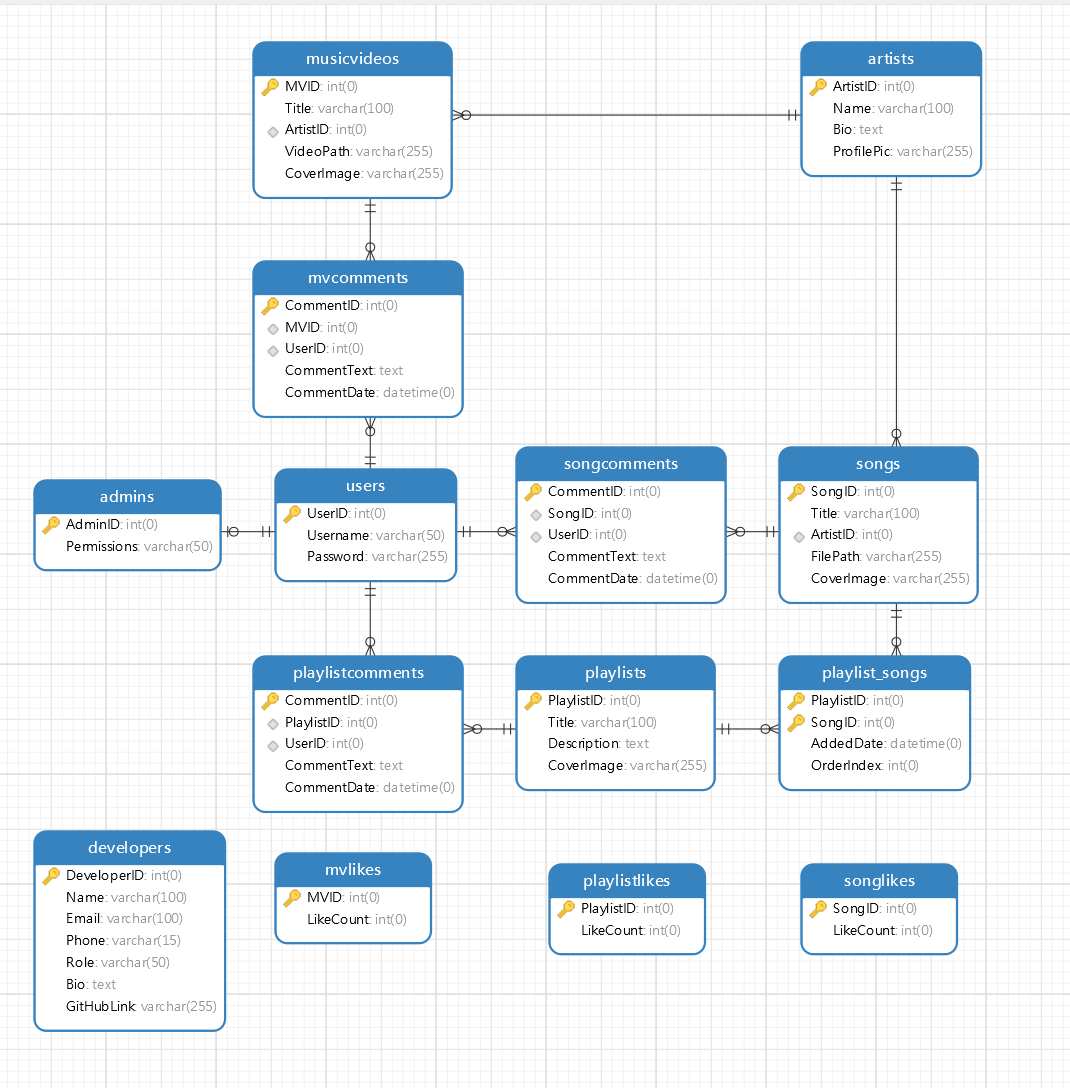 musicvideos
MVID: int(0)
Title: varchar(100)
ArtistID: int(0)
VideoPath: varchar(255)
CoverImage: varchar(255)
artists
ArtistID: int(0)
Name: varchar(100)
Bio: text
ProfilePic: varchar(255)
mvcomments
CommentID: int(0)
MVID: int(0)
UserID: int(0)
CommentText: text
CommentDate: datetime(0)
admins
AdminID: int(0)
Permissions: varchar(50)
users
UserID: int(0)
Username: varchar(50)
Password: varchar(255)
songcomments
CommentID: int(0)
SongID: int(0)
UserID: int(0)
CommentText: text
CommentDate: datetime(0)
songs
SongID: int(0)
Title: varchar(100)
ArtistID: int(0)
FilePath: varchar(255)
CoverImage: varchar(255)
playlistcomments
CommentID: int(0)
PlaylistID: int(0)
UserID: int(0)
CommentText: text
CommentDate: datetime(0)
playlists
PlaylistID: int(0)
Title: varchar(100)
Description: text
CoverImage: varchar(255)
playlist_songs
PlaylistID: int(0)
SongID: int(0)
AddedDate: datetime(0)
OrderIndex: int(0)
developers
DeveloperID: int(0)
Name: varchar(100)
Email: varchar(100)
Phone: varchar(15)
Role: varchar(50)
Bio: text
GitHubLink: varchar(255)
mvlikes
MVID: int(0)
LikeCount: int(0)
playlistlikes
PlaylistID: int(0)
LikeCount: int(0)
songlikes
SongID: int(0)
LikeCount: int(0)